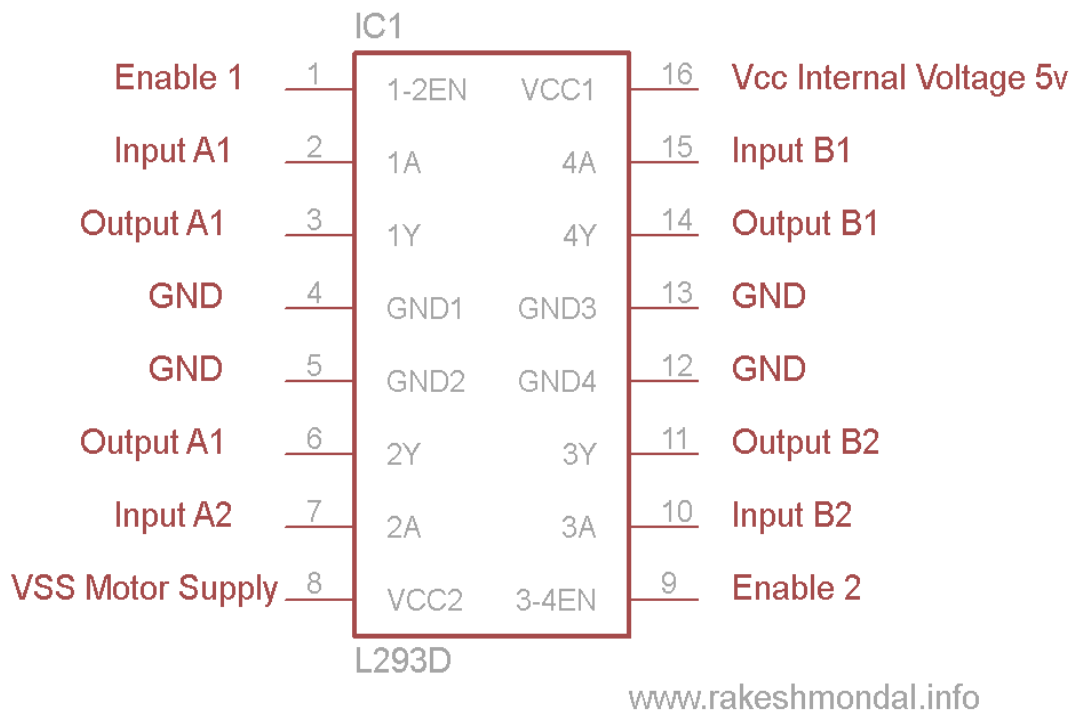 IC1
Enable 1 1 1-2EN VCC1 16 Vcc Internal Voltage 5v
Input A1 2 1A 4A 15 Input B1
Output A1 3 1Y 4Y 14 Output B1
GND 4 GND1 GND3 13 GND
GND 5 GND2 GND4 12 GND
Output A1 6 2Y 3Y 11 Output B2
Input A2 7 2A 3A 10 Input B2
VSS Motor Supply 8 VCC2 3-4EN 9 Enable 2
L293D
www.rakeshmondal.info